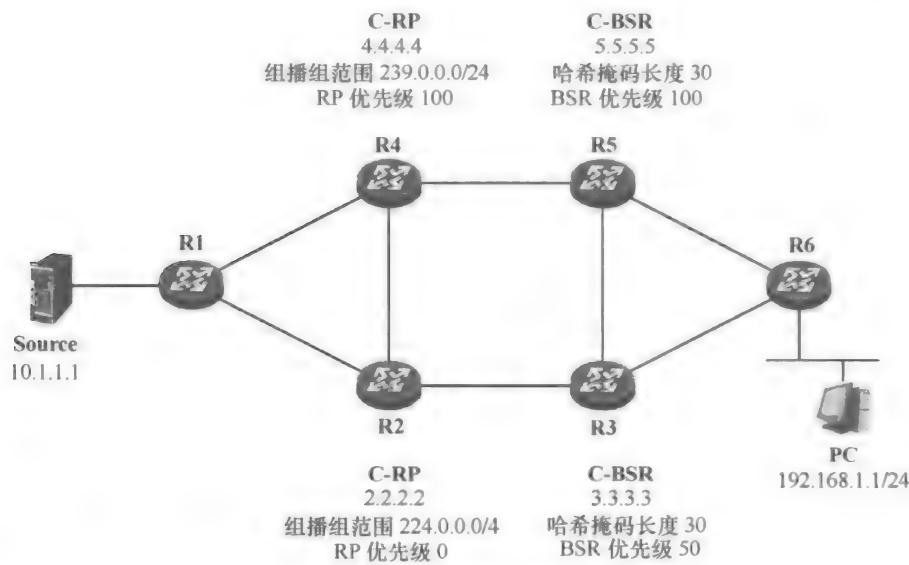 C-RP
4.4.4.4
组播组范围 239.0.0.0/24
RP 优先级 100
C-BSR
5.5.5.5
哈希掩码长度 30
BSR 优先级 100
R4
R5
R1
R6
Source
10.1.1.1
R2
R3
PC
192.168.1.1/24
C-RP
2.2.2.2
组播组范围 224.0.0.0/4
RP 优先级 0
C-BSR
3.3.3.3
哈希掩码长度 30
BSR 优先级 50